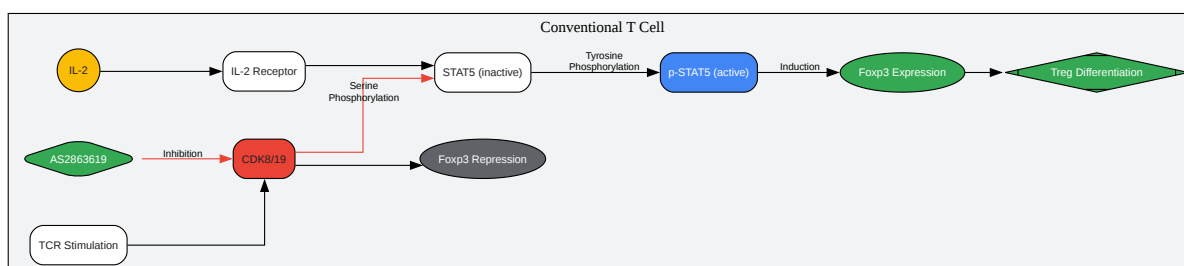 Conventional T Cell
IL-2
IL-2 Receptor
STAT5 (inactive)
Tyrosine
Phosphorylation
p-STAT5 (active)
Induction
Foxp3 Expression
Treg Differentiation
Serine
Phosphorylation
AS2863619
Inhibition
CDK8/19
Foxp3 Repression
TCR Stimulation